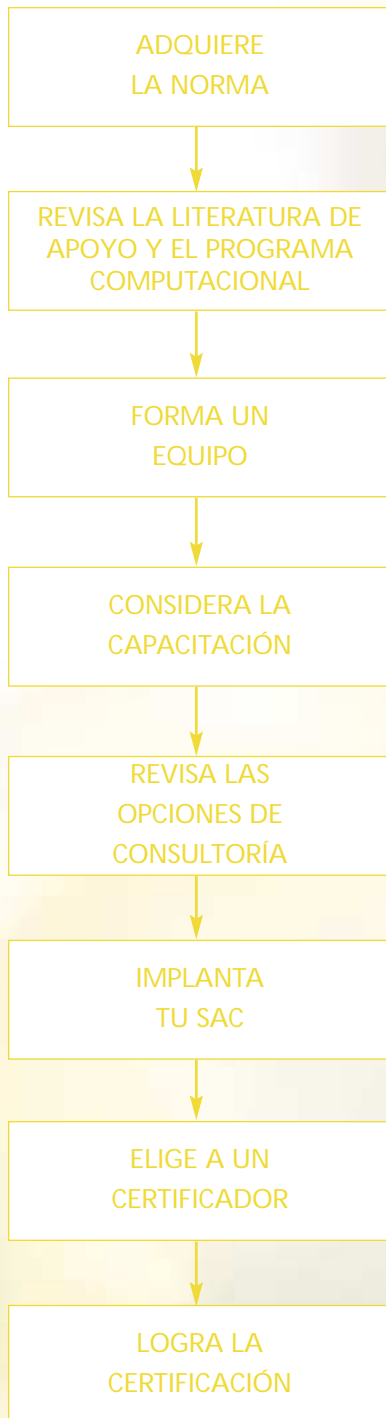 ADQUIERE
LA NORMA
REVISA LA LITERATURA DE
APOYO Y EL PROGRAMA
COMPUTACIONAL
FORMA UN
EQUIPO
CONSIDERA LA
CAPACITACIÓN
REVISA LAS
OPCIONES DE
CONSULTORÍA
IMPLANTA
TU SAC
ELIGE A UN
CERTIFICADOR
LOGRA LA
CERTIFICACIÓN